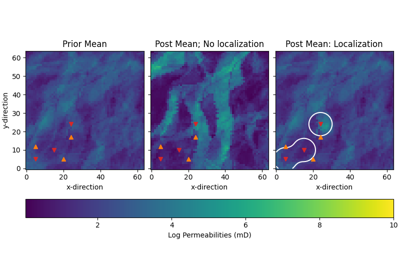 Prior Mean
Post Mean; No localization
Post Mean: Localization
y-direction
60
50
40
30
20
10
0
0 20 40 60
0 20 40 60
0 20 40 60
x-direction
x-direction
x-direction
2 4 6 8 10
Log Permeabilities (mD)